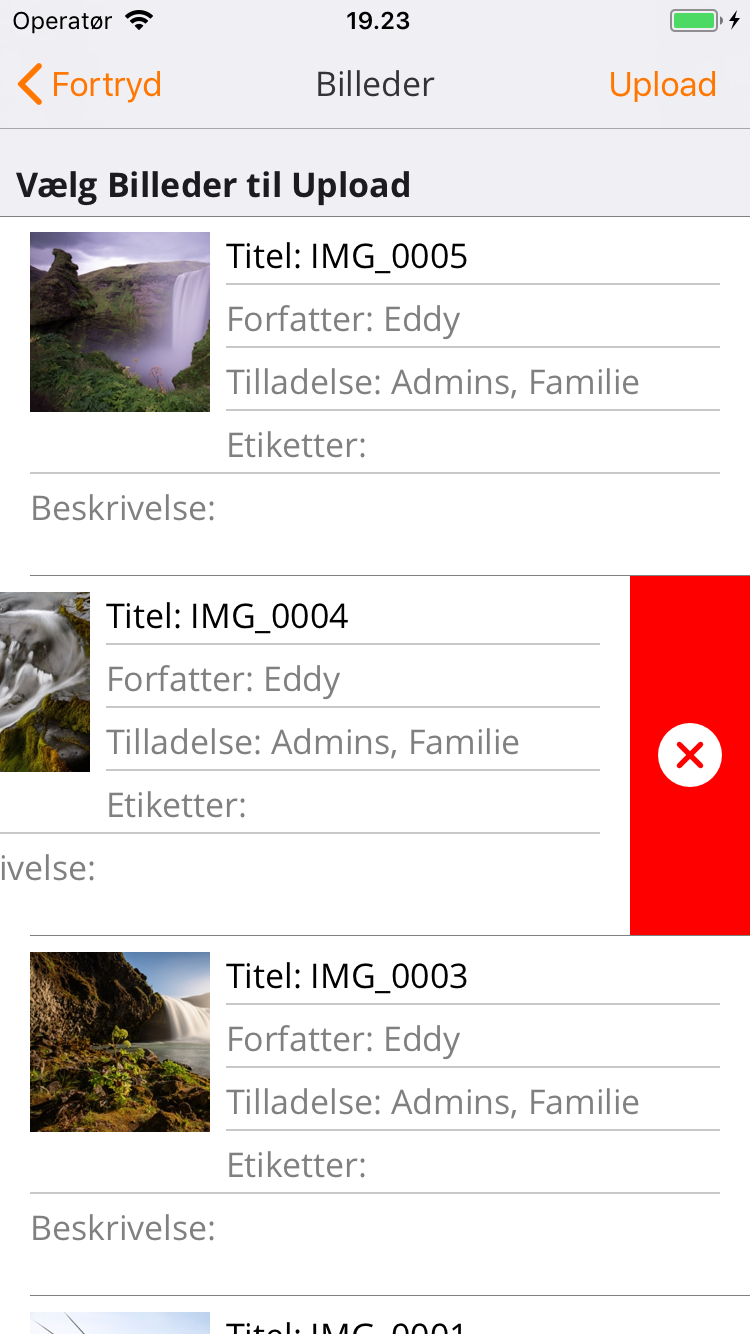 Operatør 19.23
Fortryd Billeder Upload
Vælg Billeder til Upload
Titel: IMG_0005
Forfatter: Eddy
Tilladelse: Admins, Familie
Etiketter:
Beskrivelse:
Titel: IMG_0004
Forfatter: Eddy
Tilladelse: Admins, Familie
Etiketter:
ivelse:
Titel: IMG_0003
Forfatter: Eddy
Tilladelse: Admins, Familie
Etiketter:
Beskrivelse:
Titel: IMG_0001